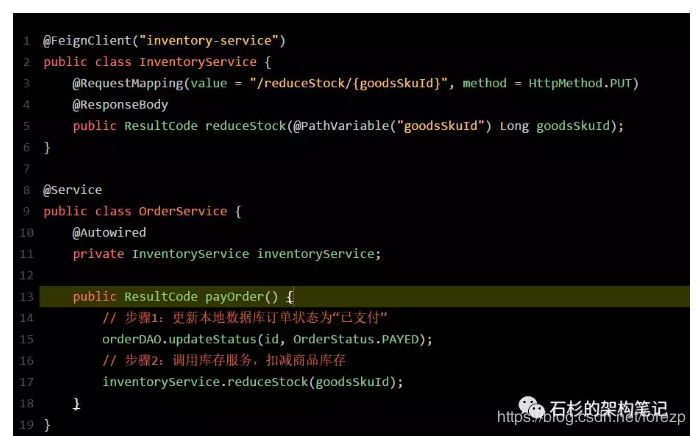 1 @FeignClient("inventory-service")
2 public class InventoryService {
3 @RequestMapping(value = "/reduceStock/{goodsSkuId}", method = HttpMethod.PUT)
4 @ResponseBody
5 public ResultCode reduceStock(@PathVariable("goodsSkuId") Long goodsSkuId);
6 }
7
8 @Service
9 public class OrderService {
10 @Autowired
11 private InventoryService inventoryService;
12
13 public ResultCode payOrder() {
14 // 步骤1：更新本地数据库订单状态为“已支付”
15 orderDAO.updateStatus(id, OrderStatus.PAYED);
16 // 步骤2：调用库存服务，扣减商品库存
17 inventoryService.reduceStock(goodsSkuId);
18 }
19 }
石杉的架构笔记
https://blog.csdn.net/forezp